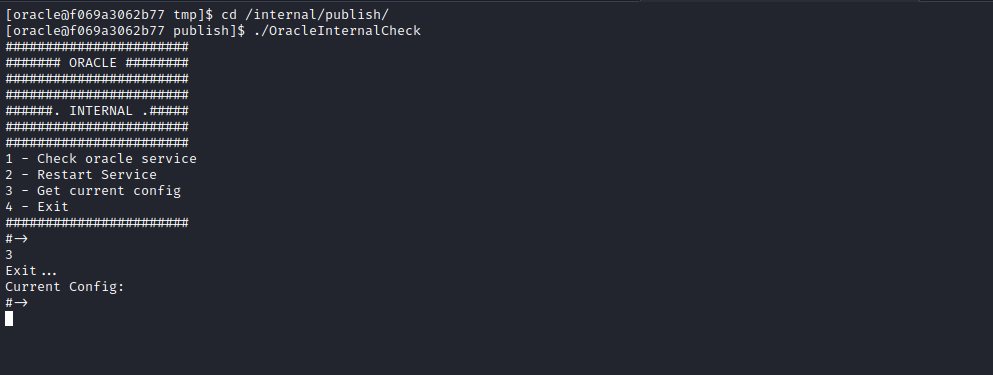 [oracle@f069a3062b77 tmp]$ cd /internal/publish/
[oracle@f069a3062b77 publish]$ ./OracleInternalCheck
#######################
####### ORACLE ########
#######################
#######################
######. INTERNAL .#####
#######################
#######################
1 - Check oracle service
2 - Restart Service
3 - Get current config
4 - Exit
#######################
#->
3
Exit...
Current Config:
#->